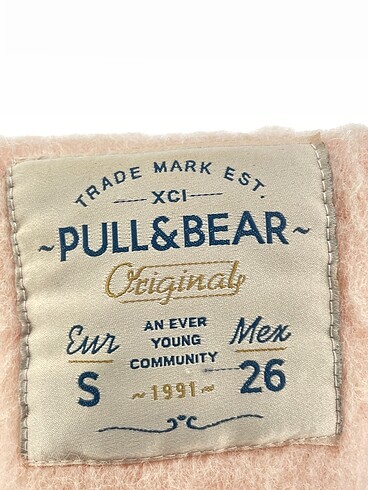 TRADE MARK EST
— XCI —
~PULL&BEAR~
Original
Eur
S
AN EVER
YOUNG
COMMUNITY
~1991~
Mex
26